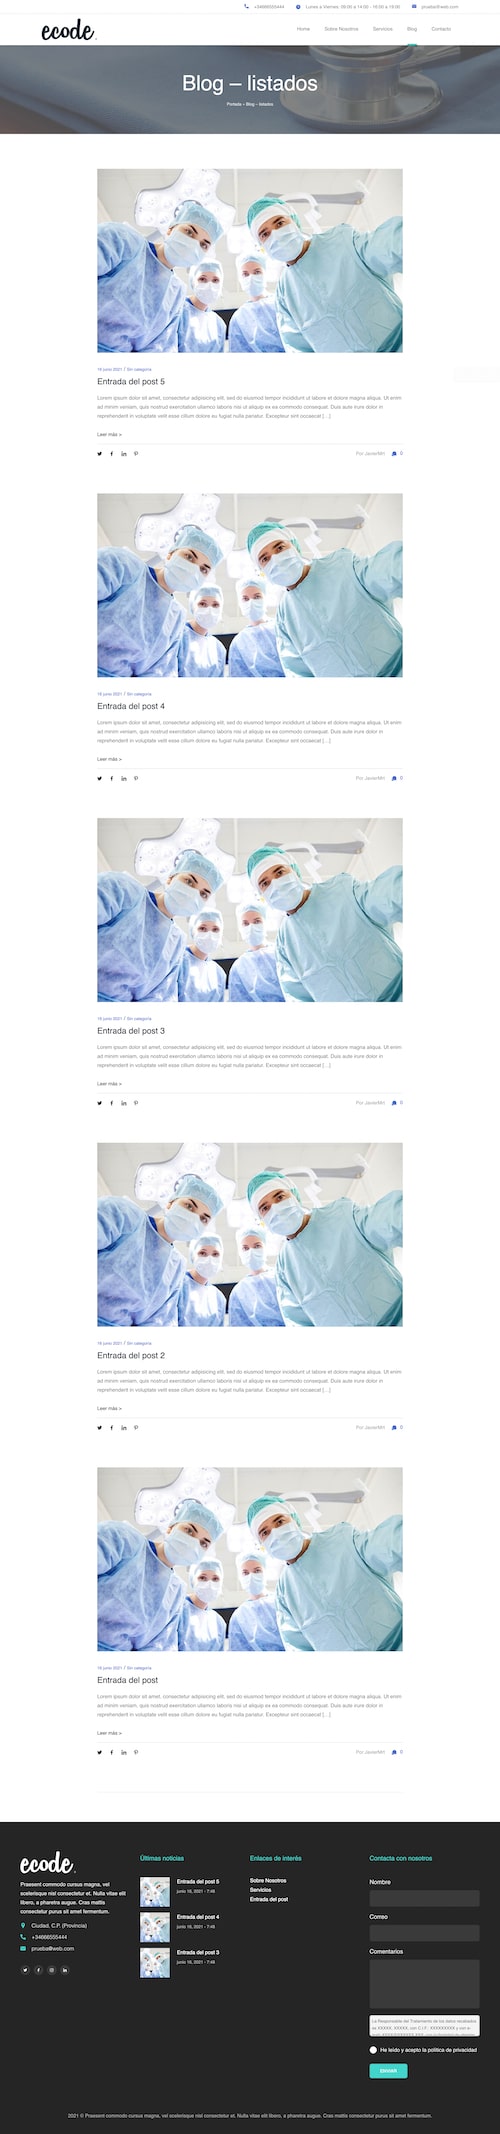 +34666555444 Lunes a Viernes: 09:00 a 14:00 - 16:00 a 19:00 prueba@web.com
ecode.
Home Sobre Nosotros Servicios Blog Contacto
Blog – listados
Portada – Blog – listados
16 junio 2021 / Sin categoría
Entrada del post 5
Lorem ipsum dolor sit amet, consectetur adipisicing elit, sed do eiusmod tempor incididunt ut labore et dolore magna aliqua. Ut enim
ad minim veniam, quis nostrud exercitation ullamco laboris nisi ut aliquip ex ea commodo consequat. Duis aute irure dolor in
reprehenderit in voluptate velit esse cillum dolore eu fugiat nulla pariatur. Excepteur sint occaecat [...]
Leer más >
Por JavierMH 0
16 junio 2021 / Sin categoría
Entrada del post 4
Lorem ipsum dolor sit amet, consectetur adipisicing elit, sed do eiusmod tempor incididunt ut labore et dolore magna aliqua. Ut enim
ad minim veniam, quis nostrud exercitation ullamco laboris nisi ut aliquip ex ea commodo consequat. Duis aute irure dolor in
reprehenderit in voluptate velit esse cillum dolore eu fugiat nulla pariatur. Excepteur sint occaecat [...]
Leer más >
Por JavierMH 0
16 junio 2021 / Sin categoría
Entrada del post 3
Lorem ipsum dolor sit amet, consectetur adipisicing elit, sed do eiusmod tempor incididunt ut labore et dolore magna aliqua. Ut enim
ad minim veniam, quis nostrud exercitation ullamco laboris nisi ut aliquip ex ea commodo consequat. Duis aute irure dolor in
reprehenderit in voluptate velit esse cillum dolore eu fugiat nulla pariatur. Excepteur sint occaecat [...]
Leer más >
Por JavierMH 0
16 junio 2021 / Sin categoría
Entrada del post 2
Lorem ipsum dolor sit amet, consectetur adipisicing elit, sed do eiusmod tempor incididunt ut labore et dolore magna aliqua. Ut enim
ad minim veniam, quis nostrud exercitation ullamco laboris nisi ut aliquip ex ea commodo consequat. Duis aute irure dolor in
reprehenderit in voluptate velit esse cillum dolore eu fugiat nulla pariatur. Excepteur sint occaecat [...]
Leer más >
Por JavierMH 0
16 junio 2021 / Sin categoría
Entrada del post
Lorem ipsum dolor sit amet, consectetur adipisicing elit, sed do eiusmod tempor incididunt ut labore et dolore magna aliqua. Ut enim
ad minim veniam, quis nostrud exercitation ullamco laboris nisi ut aliquip ex ea commodo consequat. Duis aute irure dolor in
reprehenderit in voluptate velit esse cillum dolore eu fugiat nulla pariatur. Excepteur sint occaecat [...]
Leer más >
Por JavierMH 0
ecode.
Praesent commodo cursus magna, vel
scelerisque nisl consectetur et. Nulla vitae elit
libero, a pharetra augue. Cras mattis
consectetur purus sit amet fermentum.
Ciudad, C.P. (Provincia)
+34666555444
prueba@web.com
Últimas noticias
Entrada del post 5
junio 16, 2021 - 7:48
Entrada del post 4
junio 16, 2021 - 7:48
Entrada del post 3
junio 16, 2021 - 7:48
Enlaces de interés
Sobre Nosotros
Servicios
Entrada del post
Contacta con nosotros
Nombre
Correo
Comentarios
La Responsable del Tratamiento de los datos recabados
es XXXXX, XXXXX, con C.I.F.: XXXXXXXXX y con e-
He leído y acepto la política de privacidad
ENVIAR
2021 © Praesent commodo cursus magna, vel scelerisque nisl consectetur et. Nulla vitae elit libero, a pharetra augue. Cras mattis consectetur purus sit amet fermentum.